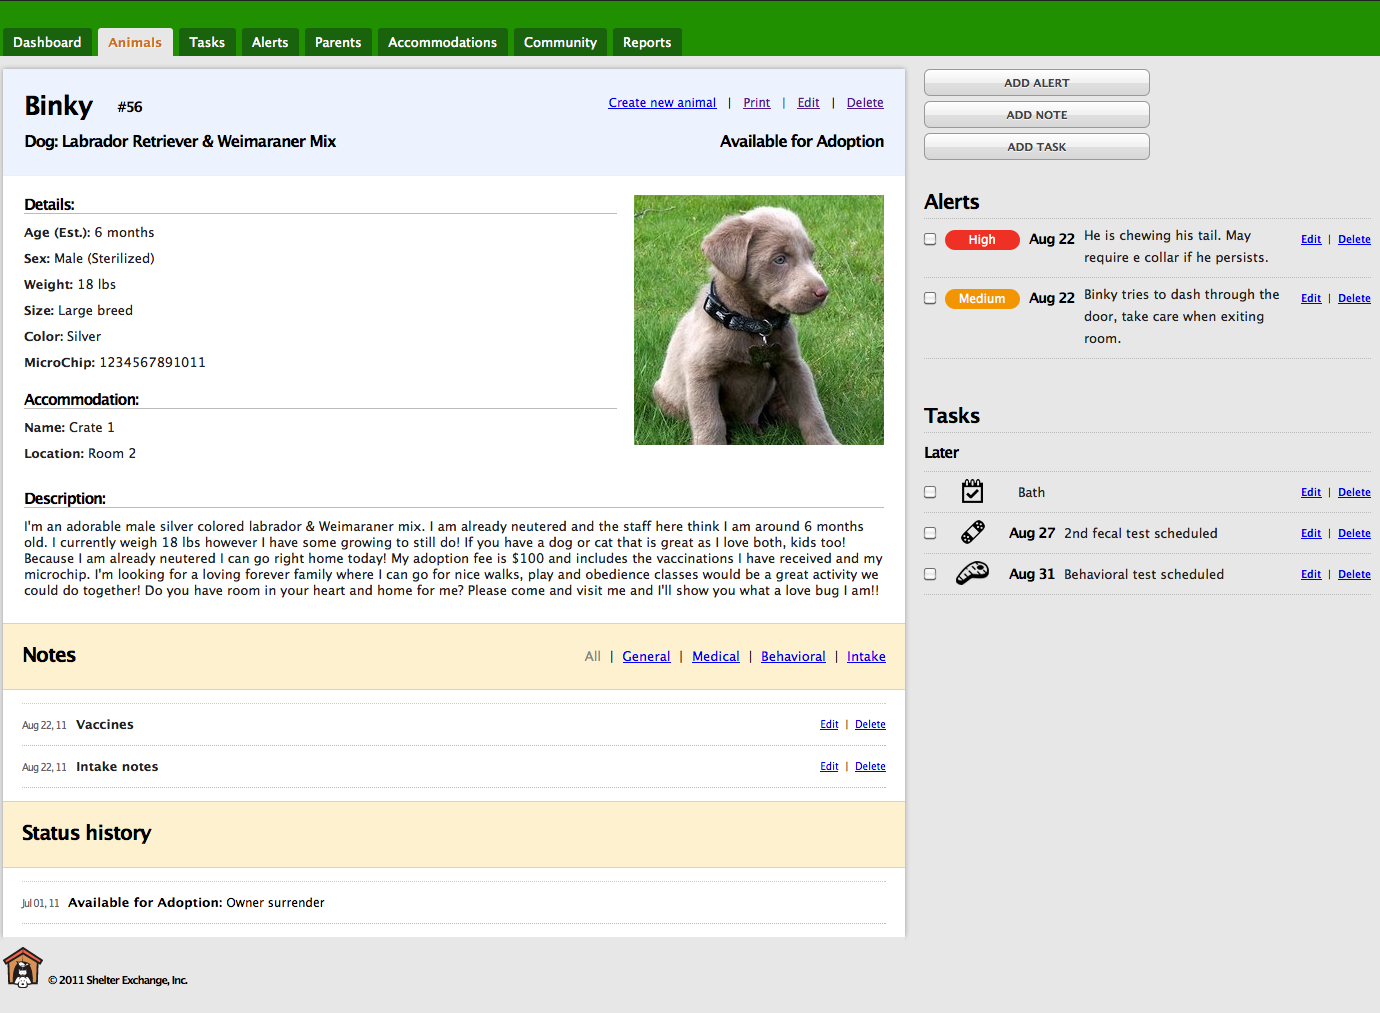 Dashboard Animals Tasks Alerts Parents Accommodations Community Reports
Binky #56
Create new animal | Print | Edit | Delete
Dog: Labrador Retriever & Weimaraner Mix
Available for Adoption
Details:
Age (Est.): 6 months
Sex: Male (Sterilized)
Weight: 18 lbs
Size: Large breed
Color: Silver
MicroChip: 1234567891011
Accommodation:
Name: Crate 1
Location: Room 2
Description:
I'm an adorable male silver colored labrador & Weimaraner mix. I am already neutered and the staff here think I am around 6 months
old. I currently weigh 18 lbs however I have some growing to still do! If you have a dog or cat that is great as I love both, kids too!
Because I am already neutered I can go right home today! My adoption fee is $100 and includes the vaccinations I have received and my
microchip. I'm looking for a loving forever family where I can go for nice walks, play and obedience classes would be a great activity we
could do together! Do you have room in your heart and home for me? Please come and visit me and I'll show you what a love bug I am!!
Notes
All | General | Medical | Behavioral | Intake
Aug 22, 11 Vaccines Edit | Delete
Aug 22, 11 Intake notes Edit | Delete
Status history
Jul 01, 11 Available for Adoption: Owner surrender
© 2011 Shelter Exchange, Inc.
ADD ALERT
ADD NOTE
ADD TASK
Alerts
High Aug 22 He is chewing his tail. May Edit | Delete
require e collar if he persists.
Medium Aug 22 Binky tries to dash through the Edit | Delete
door, take care when exiting
room.
Tasks
Later
Bath Edit | Delete
Aug 27 2nd fecal test scheduled Edit | Delete
Aug 31 Behavioral test scheduled Edit | Delete